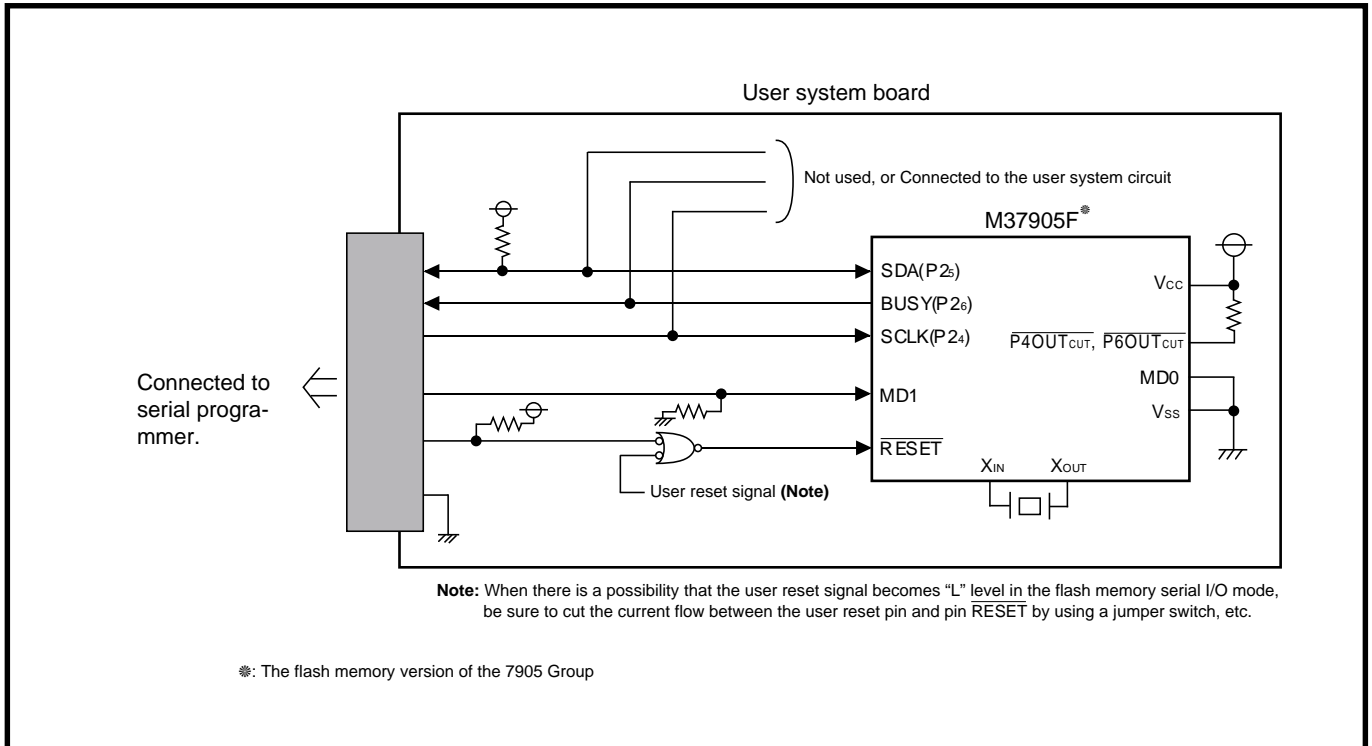 User system board
Not used, or Connected to the user system circuit
M37905F※
SDA(P25)
BUSY(P26)
SCLK(P24)
MD1
RESET
Vcc
P4OUTCUT, P6OUTCUT
MD0
Vss
XIN XOUT
Connected to
serial progra-
mmer.
User reset signal (Note)
Note: When there is a possibility that the user reset signal becomes “L” level in the flash memory serial I/O mode,
be sure to cut the current flow between the user reset pin and pin RESET by using a jumper switch, etc.
※: The flash memory version of the 7905 Group